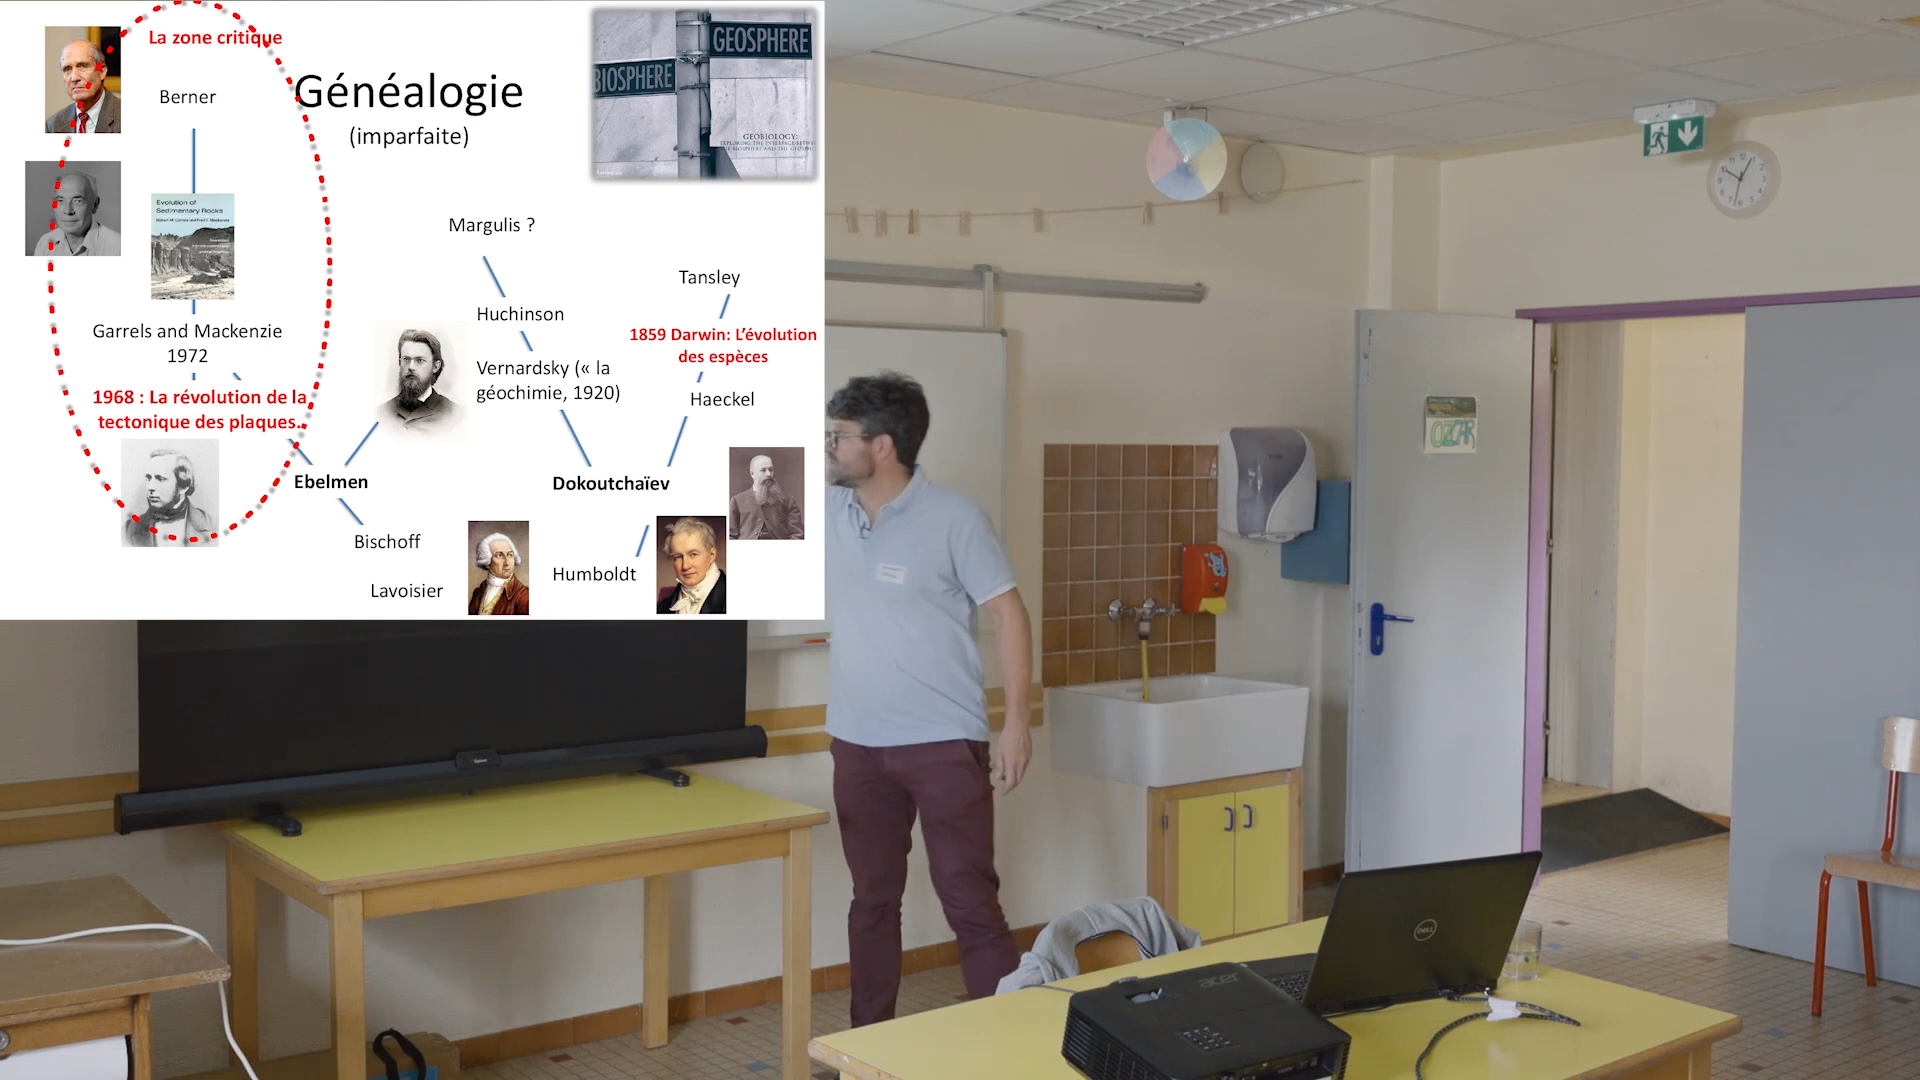 La zone critique
Berner
Généalogie
(imparfaite)
BIOSPHERE
GEOSPHERE
GEOBIOLOGY:
Evolution of
Sedimentary Rocks
Margulis ?
Tansley
Huchinson
1859 Darwin: L'évolution
des espèces
Garrels and Mackenzie
1972
Vernardsky (« la
géochimie, 1920)
Haeckel
1968 : La révolution de la
tectonique des plaques..
Ebelmen
Dokoutchaïev
Bischoff
Humboldt
Lavoisier
OZCAR
DELL
acer